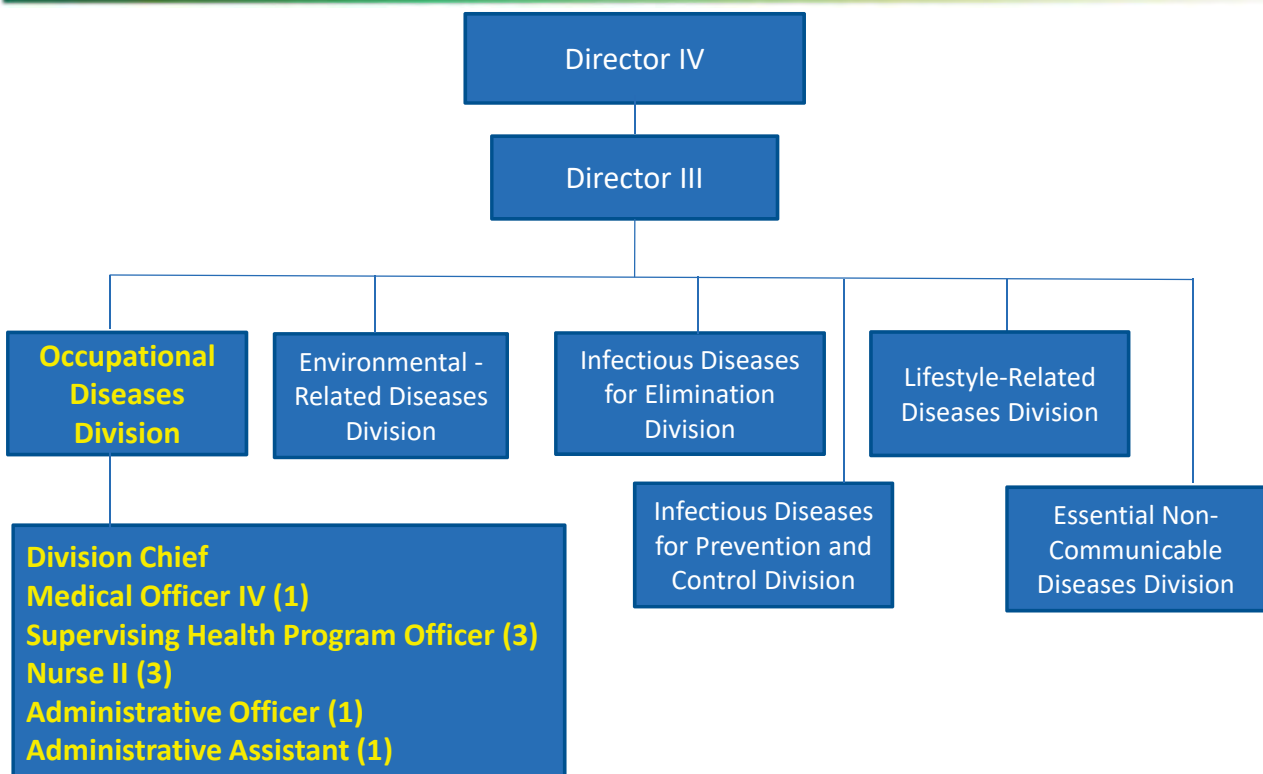 Director IV
Director III
Occupational
Diseases
Division
Environmental -
Related Diseases
Division
Infectious Diseases
for Elimination
Division
Lifestyle-Related
Diseases Division
Infectious Diseases
for Prevention and
Control Division
Essential Non-
Communicable
Diseases Division
Division Chief
Medical Officer IV (1)
Supervising Health Program Officer (3)
Nurse II (3)
Administrative Officer (1)
Administrative Assistant (1)